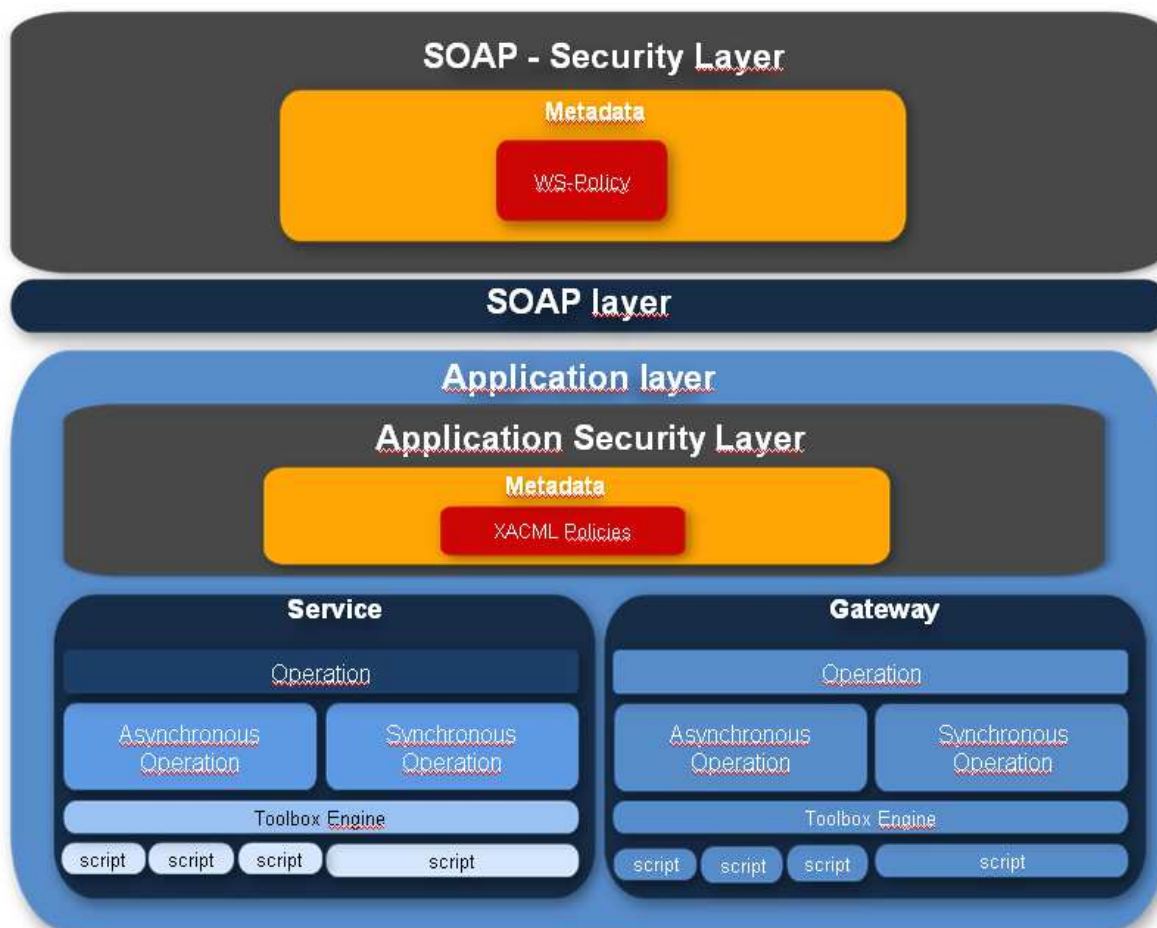 SOAP - Security Layer
Metadata
WS-Policy
SOAP layer
Application layer
Application Security Layer
Metadata
XACML Policies
Service
Operation
Asynchronous
Operation
Synchronous
Operation
Toolbox Engine
script script script script
Gateway
Operation
Asynchronous
Operation
Synchronous
Operation
Toolbox Engine
script script script script